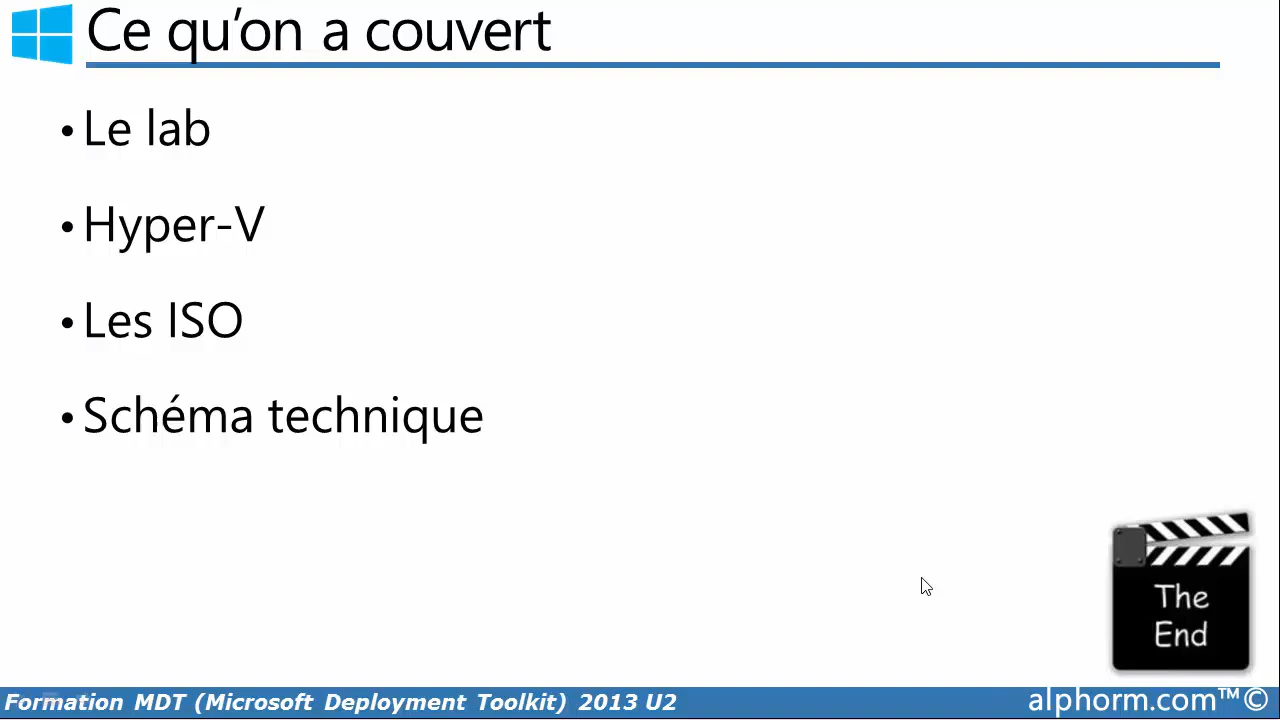 Ce qu’on a couvert
• Le lab
• Hyper-V
• Les ISO
• Schéma technique
The
End
Formation MDT (Microsoft Deployment Toolkit) 2013 U2
alphorm.com™©